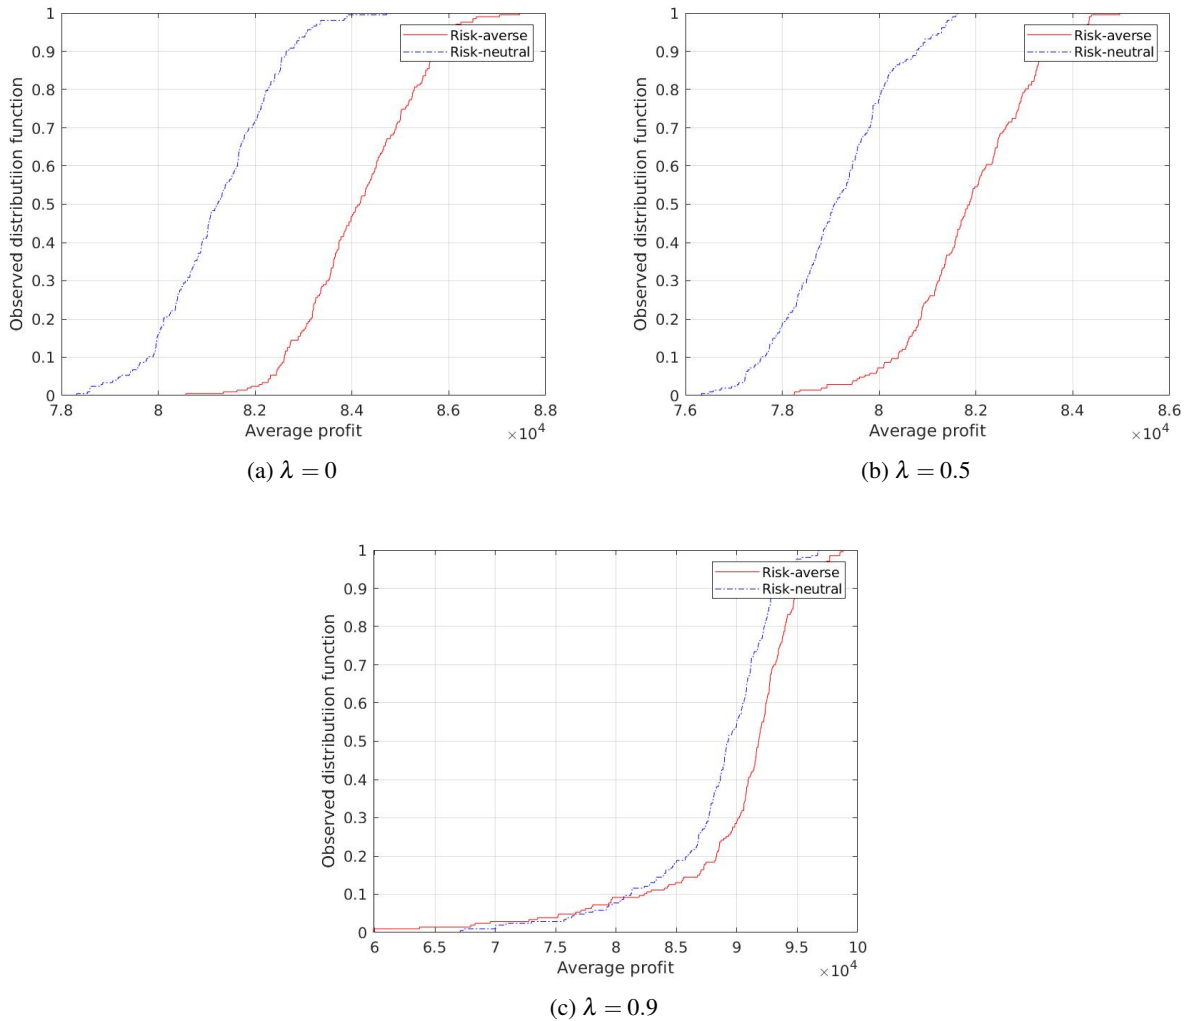 1
0.9
0.8
0.7
0.6
0.5
0.4
0.3
0.2
0.1
0
Observed distributiion function
Risk-averse
Risk-neutral
7.8 8 8.2 8.4 8.6 8.8
Average profit
×10^4
(a) λ = 0
1
0.9
0.8
0.7
0.6
0.5
0.4
0.3
0.2
0.1
0
Observed distributiion function
Risk-averse
Risk-neutral
7.6 7.8 8 8.2 8.4 8.6
Average profit
×10^4
(b) λ = 0.5
1
0.9
0.8
0.7
0.6
0.5
0.4
0.3
0.2
0.1
0
Observed distributiion function
Risk-averse
Risk-neutral
6 6.5 7 7.5 8 8.5 9 9.5 10
Average profit
×10^4
(c) λ = 0.9